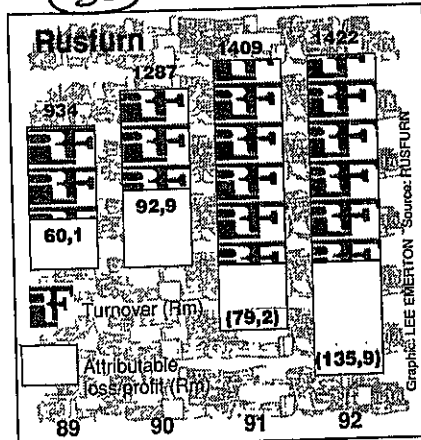 Rusfurn
934
1287
1409
1422
60,1
92,9
(79,2)
(135,9)
Turnover (Rm)
Attributable
loss/profit (Rm)
89 90 91 92
Graphic: LEE EMERTON Source: RUSFURN